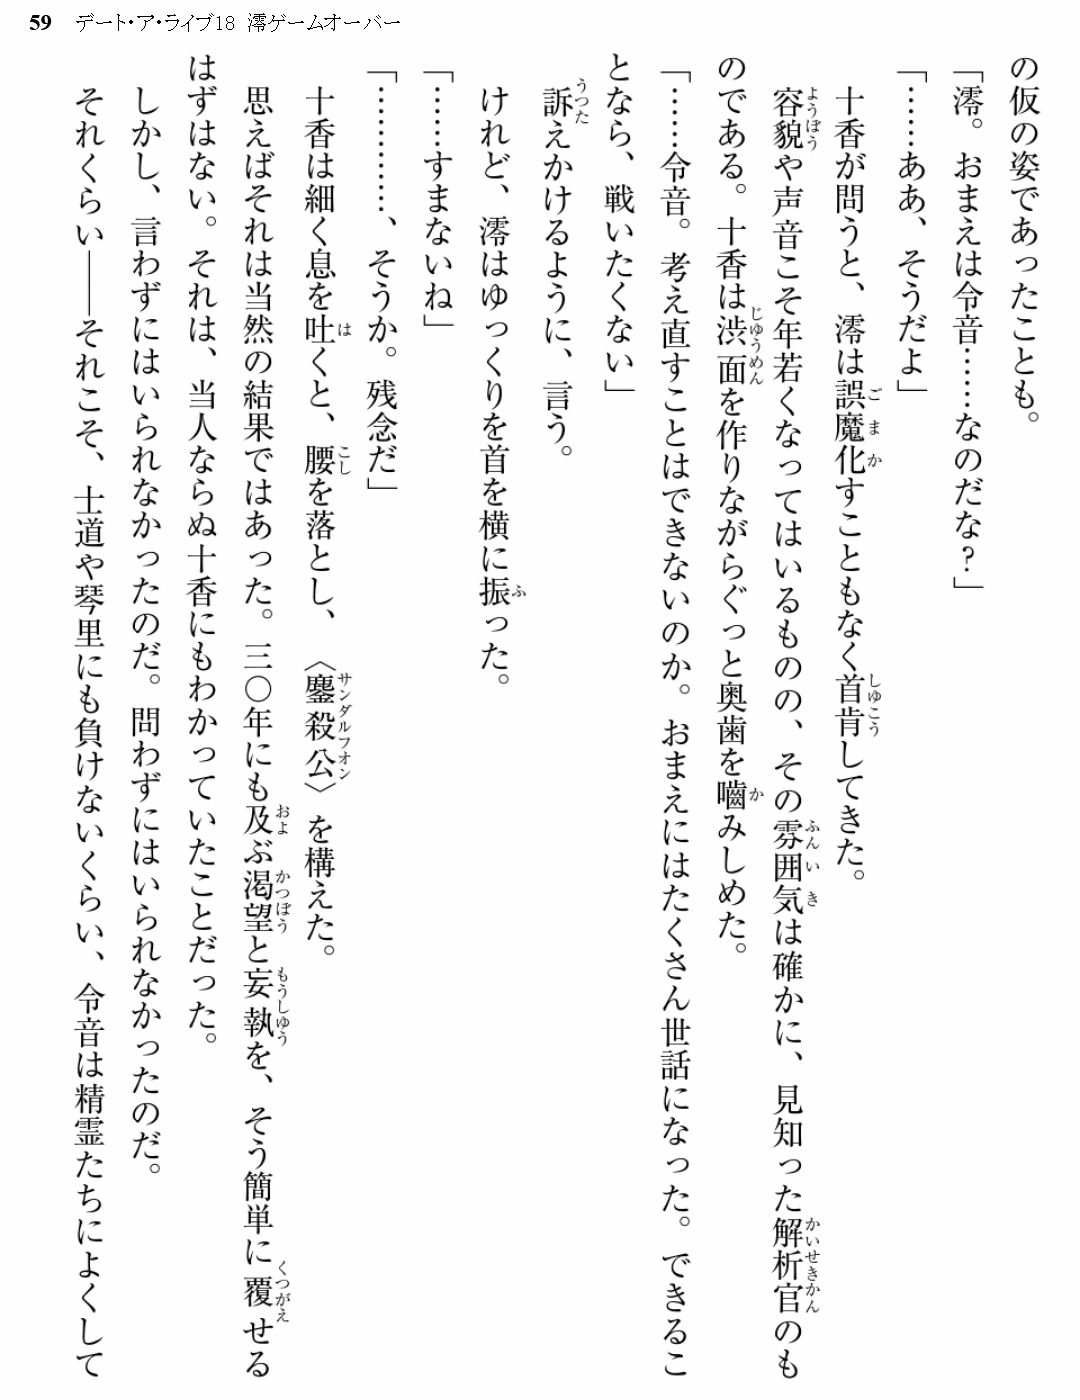 59 デート・ア・ライブ18 澪ゲームオーバー
の仮の姿であったことも。
「澪。おまえは令音……なのだな？」
「……ああ、そうだよ」
十香が問うと、澪は誤魔化すこともなく首肯してきた。
容貌や声音こそ年若くなってはいるものの、その雰囲気は確かに、見知った解析官のも
のである。十香は渋面を作りながらぐっと奥歯を嚙みしめた。
「……令音。考え直すことはできないのか。おまえにはたくさん世話になった。できるこ
となら、戦いたくない」
訴えかけるように、言う。
けれど、澪はゆっくりを首を横に振った。
「……すまないね」
「…………、そうか。残念だ」
十香は細く息を吐くと、腰を落とし、〈鏖殺公〉を構えた。
思えばそれは当然の結果ではあった。三〇年にも及ぶ渇望と妄執を、そう簡単に覆せる
はずはない。それは、当人ならぬ十香にもわかっていたことだった。
しかし、言わずにはいられなかったのだ。問わずにはいられなかったのだ。
それくらい――それこそ、士道や琴里にも負けないくらい、令音は精霊たちによくして